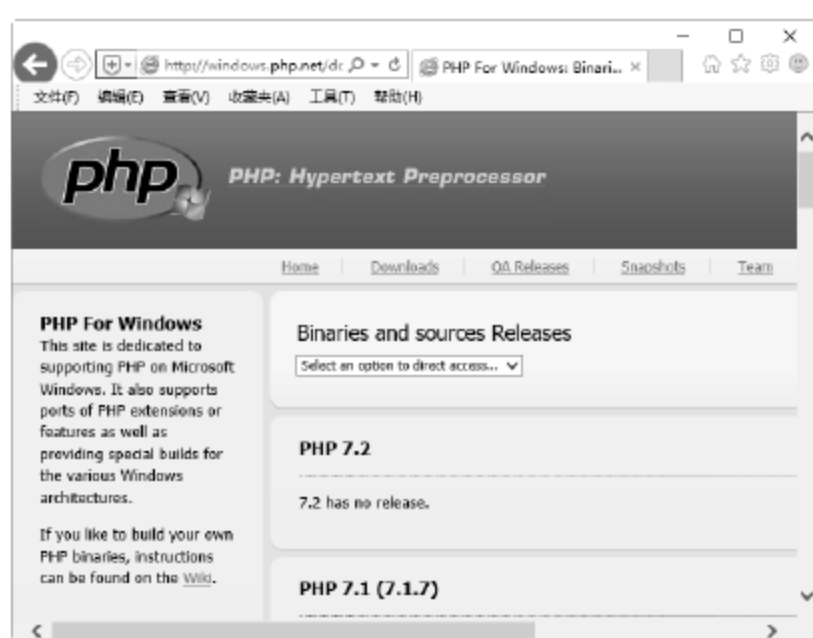 http://windows.php.net/dc
PHP For Windows: Binari...
文件(F) 编辑(E) 查看(V) 收藏夹(A) 工具(T) 帮助(H)
php
PHP: Hypertext Preprocessor
Home Downloads QA Releases Snapshots Team
PHP For Windows
This site is dedicated to
supporting PHP on Microsoft
Windows. It also supports
ports of PHP extensions or
features as well as
providing special builds for
the various Windows
architectures.
If you like to build your own
PHP binaries, instructions
can be found on the Wiki.
Binaries and sources Releases
Select an option to direct access...
PHP 7.2
7.2 has no release.
PHP 7.1 (7.1.7)